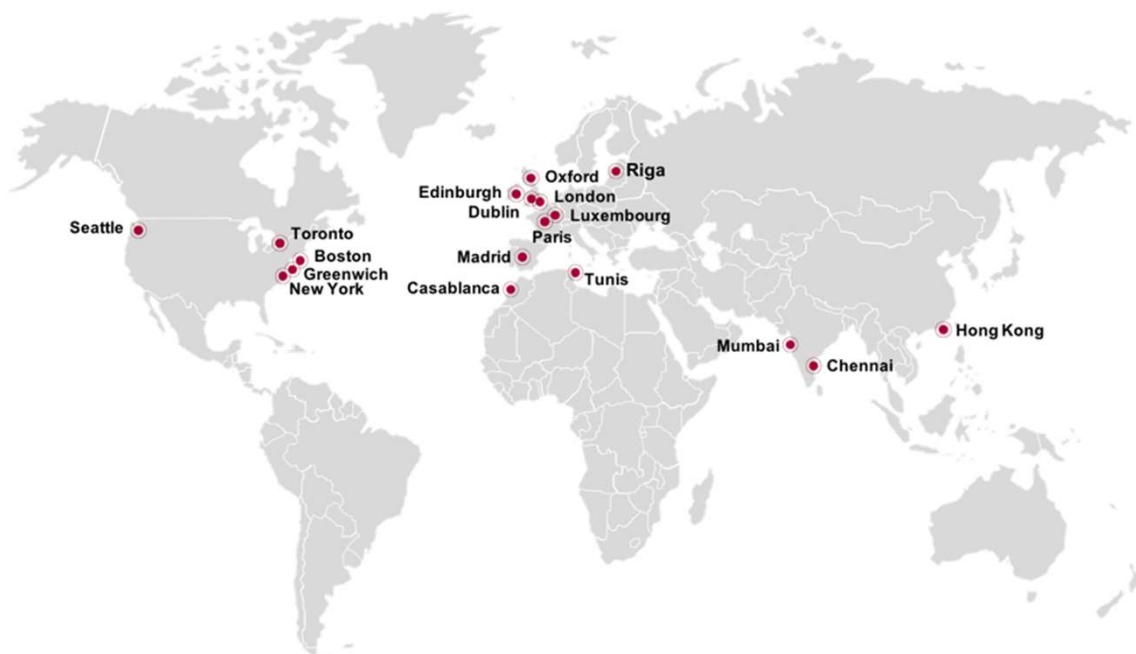 Oxford
Riga
Edinburgh
London
Dublin
Luxembourg
Seattle
Toronto
Paris
Boston
Madrid
Greenwich
Tunis
New York
Casablanca
Hong Kong
Mumbai
Chennai